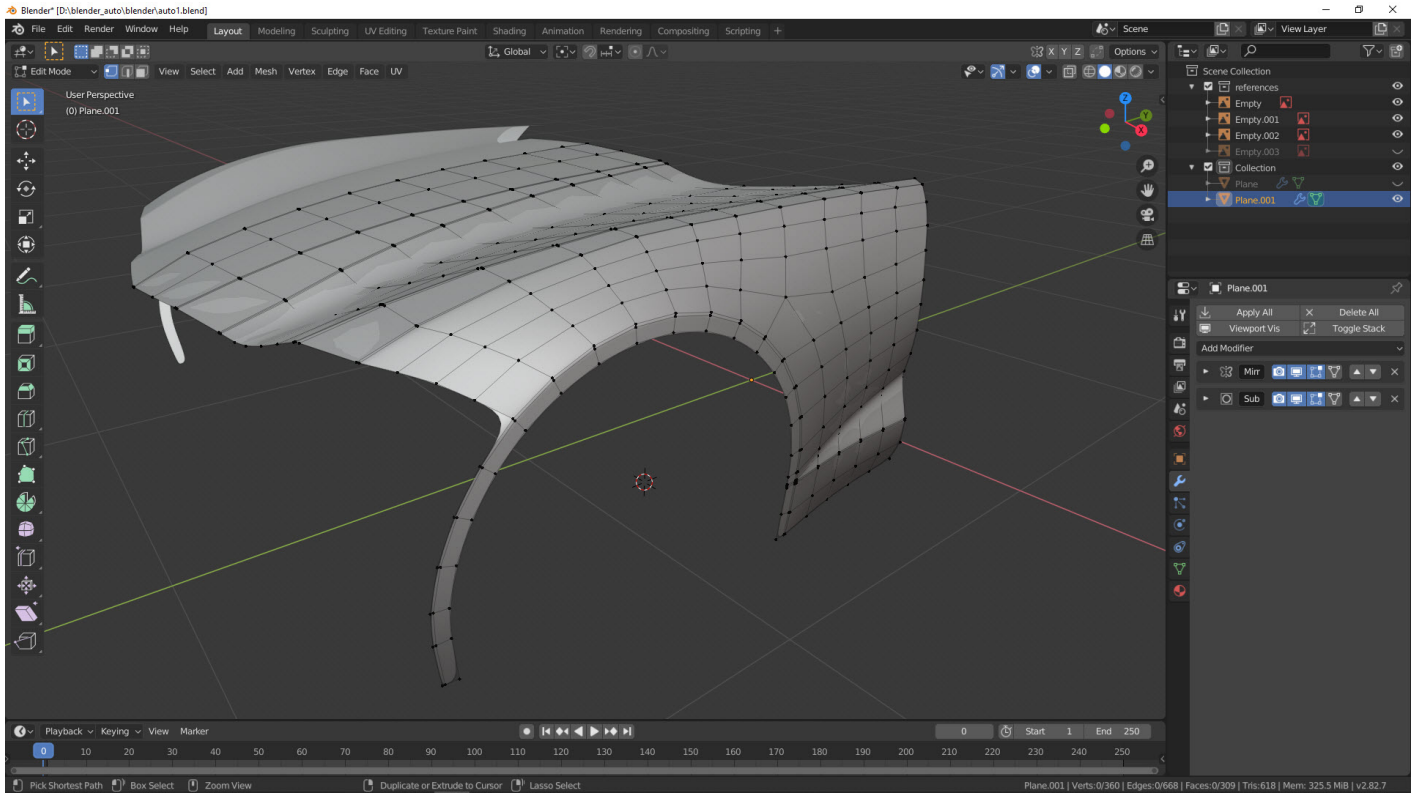 Blender* [D:\blender_auto\blender\auto1.blend]
File Edit Render Window Help Layout Modeling Sculpting UV Editing Texture Paint Shading Animation Rendering Compositing Scripting + Scene View Layer
Global X Y Z Options
Edit Mode View Select Add Mesh Vertex Edge Face UV
User Perspective
(0) Plane.001
Z
Y
X
Scene Collection
references
Empty
Empty.001
Empty.002
Empty.003
Collection
Plane
Plane.001
Plane.001
Apply All Delete All
Viewport Vis Toggle Stack
Add Modifier
Mirr
Sub
Playback Keying View Marker 0 Start 1 End 250
0 10 20 30 40 50 60 70 80 90 100 110 120 130 140 150 160 170 180 190 200 210 220 230 240 250
Pick Shortest Path Box Select Zoom View Duplicate or Extrude to Cursor Lasso Select Plane.001 | Verts:0/360 | Edges:0/668 | Faces:0/309 | Tris:618 | Mem: 325.5 MiB | v2.82.7